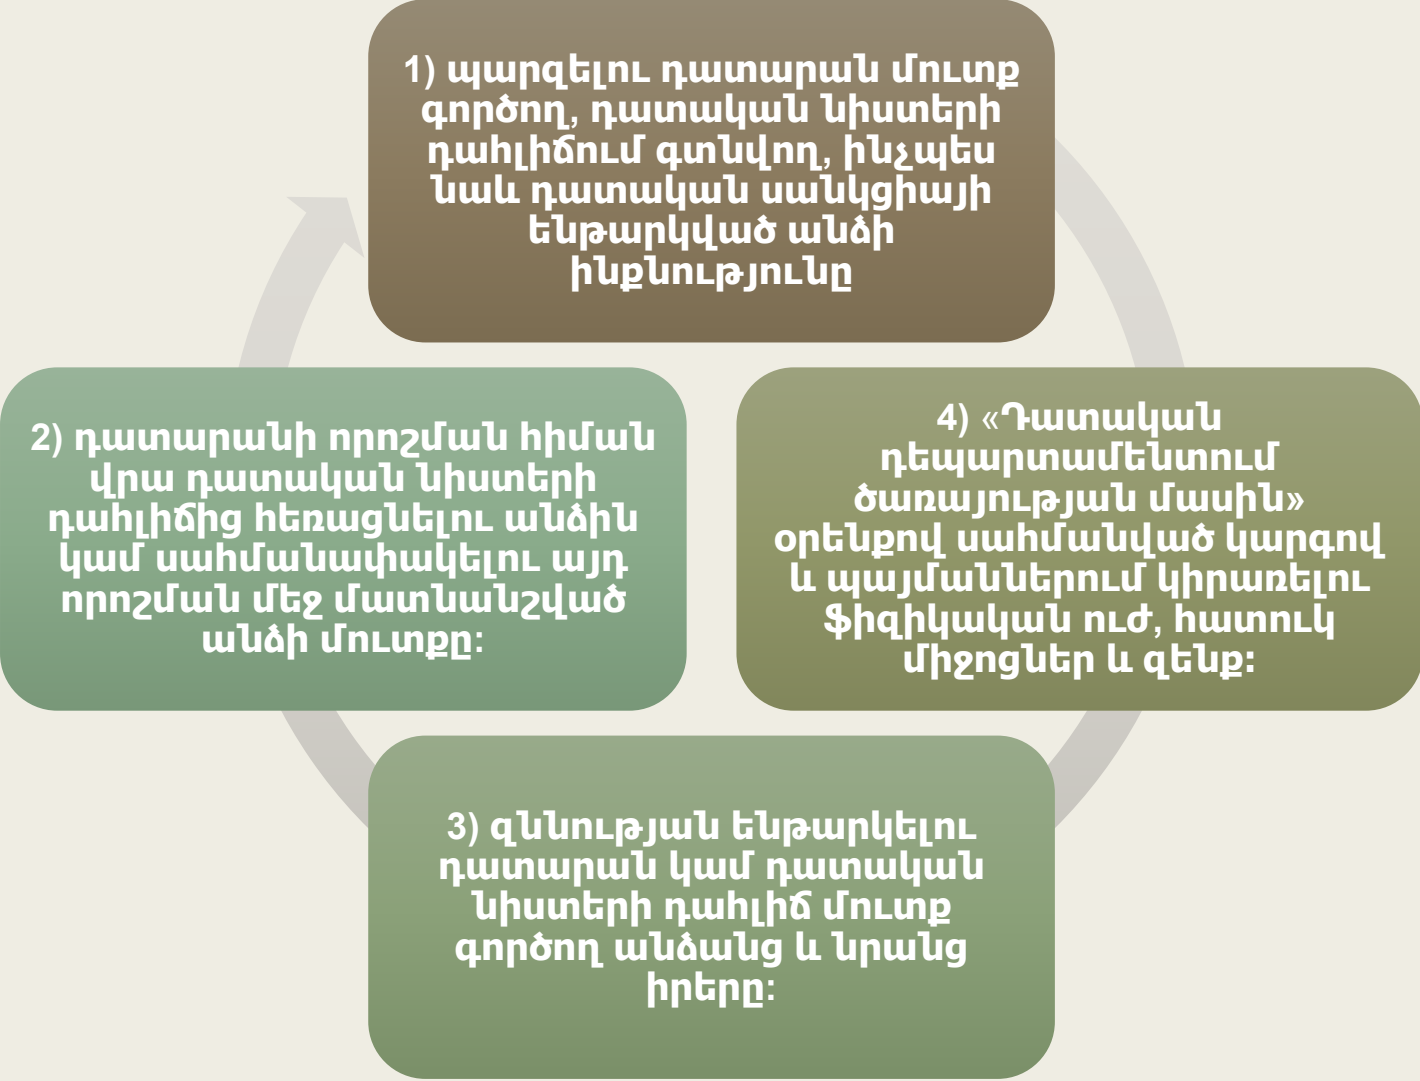 1) պարզելու դատարան մուտք
գործող, դատական նիստերի
դահլիճում գտնվող, ինչպես
նաև դատական սանկցիայի
ենթարկված անձի
ինքնությունը
2) դատարանի որոշման հիման
վրա դատական նիստերի
դահլիճից հեռացնելու անձին
կամ սահմանափակելու այդ
որոշման մեջ մատնանշված
անձի մուտքը:
3) զննության ենթարկելու
դատարան կամ դատական
նիստերի դահլիճ մուտք
գործող անձանց և նրանց
իրերը:
4) «Դատական
դեպարտամենտում
ծառայության մասին»
օրենքով սահմանված կարգով
և պայմաններում կիրառելու
ֆիզիկական ուժ, հատուկ
միջոցներ և զենք: